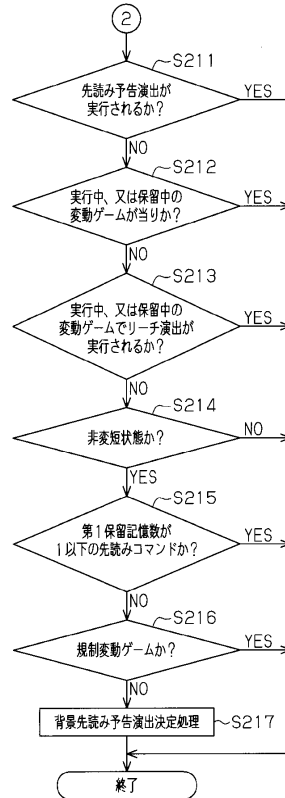 2
S211
先読み予告演出が
実行されるか?
YES
NO
S212
実行中、又は保留中の
変動ゲームが当りか?
YES
NO
S213
実行中、又は保留中の
変動ゲームでリーチ演出が
実行されるか?
YES
NO
S214
非変短状態か?
NO
YES
S215
第1保留記憶数が
1以下の先読みコマンドか?
YES
NO
S216
規制変動ゲームか?
YES
NO
背景先読み予告演出決定処理
S217
終了